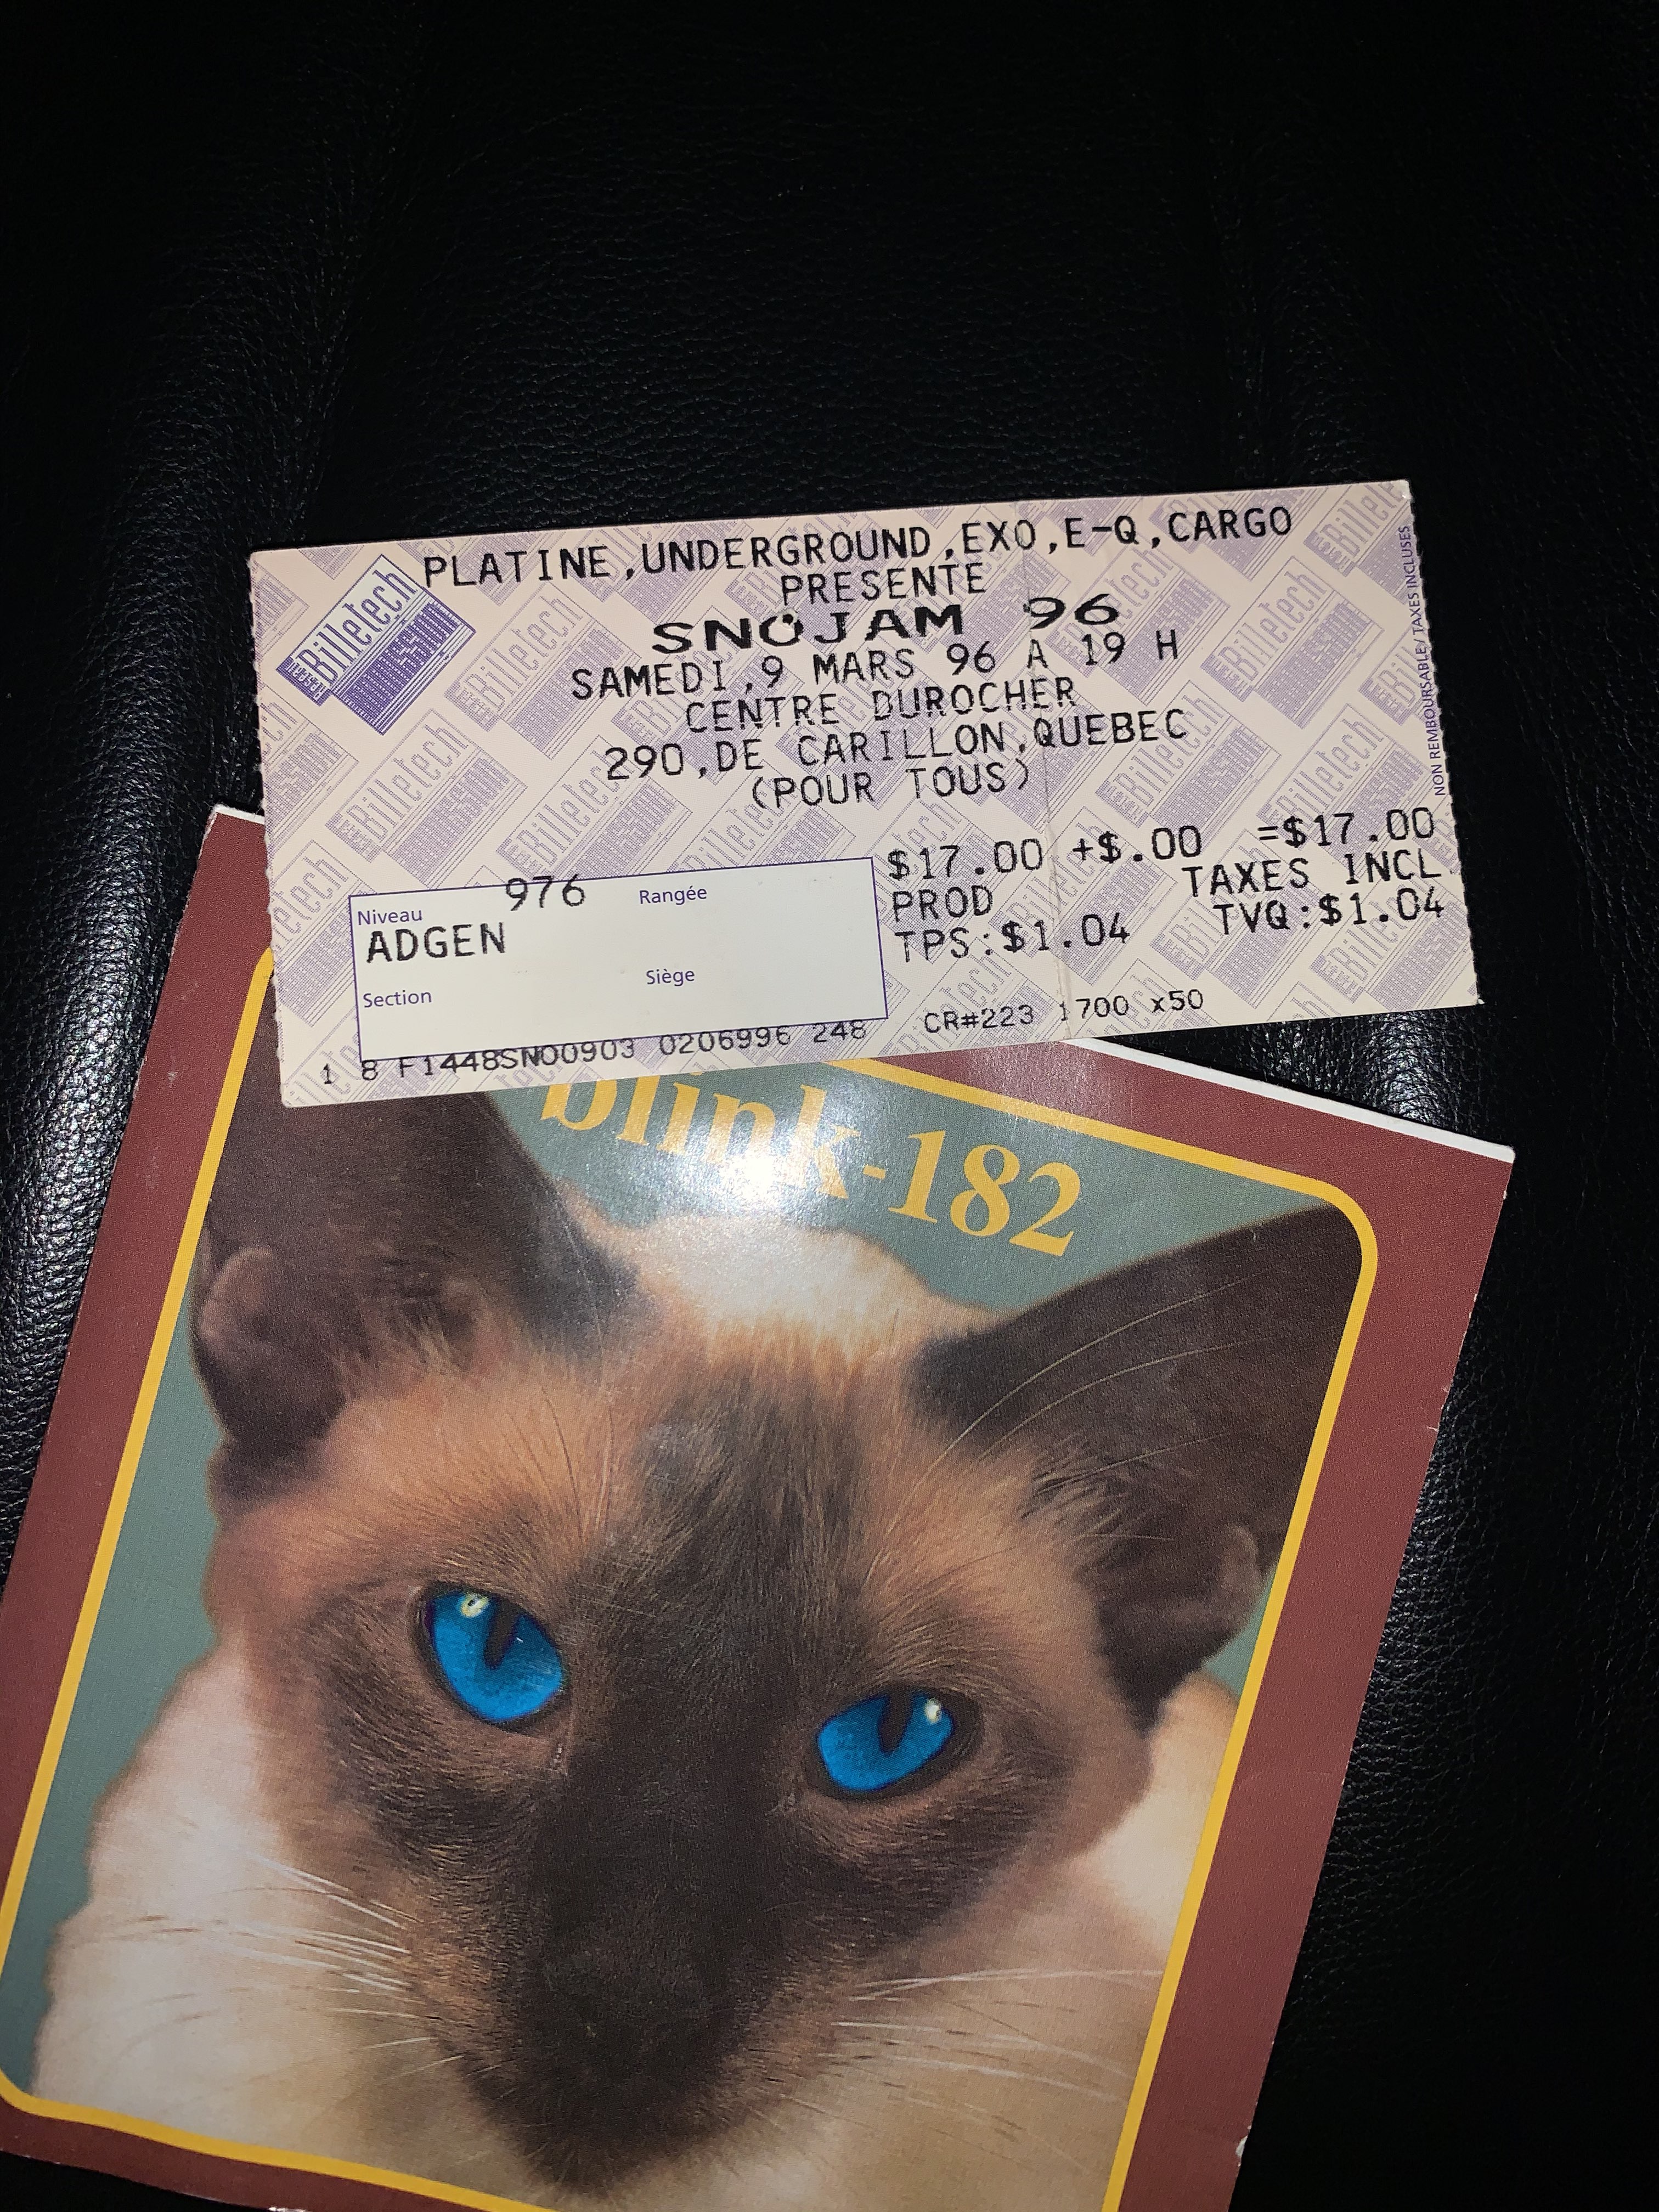 PLATINE,UNDERGROUND,EXO,E-Q,CARGO
PRESENTE
SNOJAM 96
SAMEDI,9 MARS 96 A 19 H
CENTRE DUROCHER
290,DE CARILLON,QUEBEC
(POUR TOUS)
Billetech
NON REMBOURSABLE/TAXES INCLUSES
$17.00 +$.00 =$17.00
PROD TAXES INCL
TPS:$1.04 TVQ:$1.04
Niveau 976 Rangée
ADGEN
Section Siège
1 8 F1448SNO0903 0206996 248 CR#223 1700 x50
blink-182